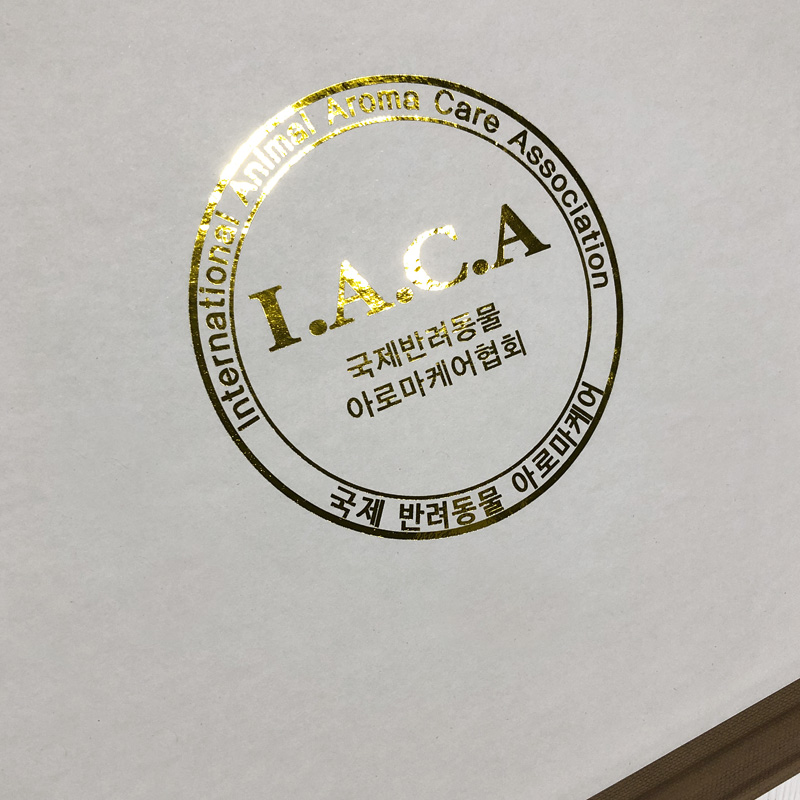 International Animal Aroma Care Association
I.A.C.A
국제반려동물
아로마케어협회
국제 반려동물 아로마케어